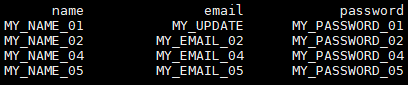 name email password
MY_NAME_01 MY_UPDATE MY_PASSWORD_01
MY_NAME_02 MY_EMAIL_02 MY_PASSWORD_02
MY_NAME_04 MY_EMAIL_04 MY_PASSWORD_04
MY_NAME_05 MY_EMAIL_05 MY_PASSWORD_05